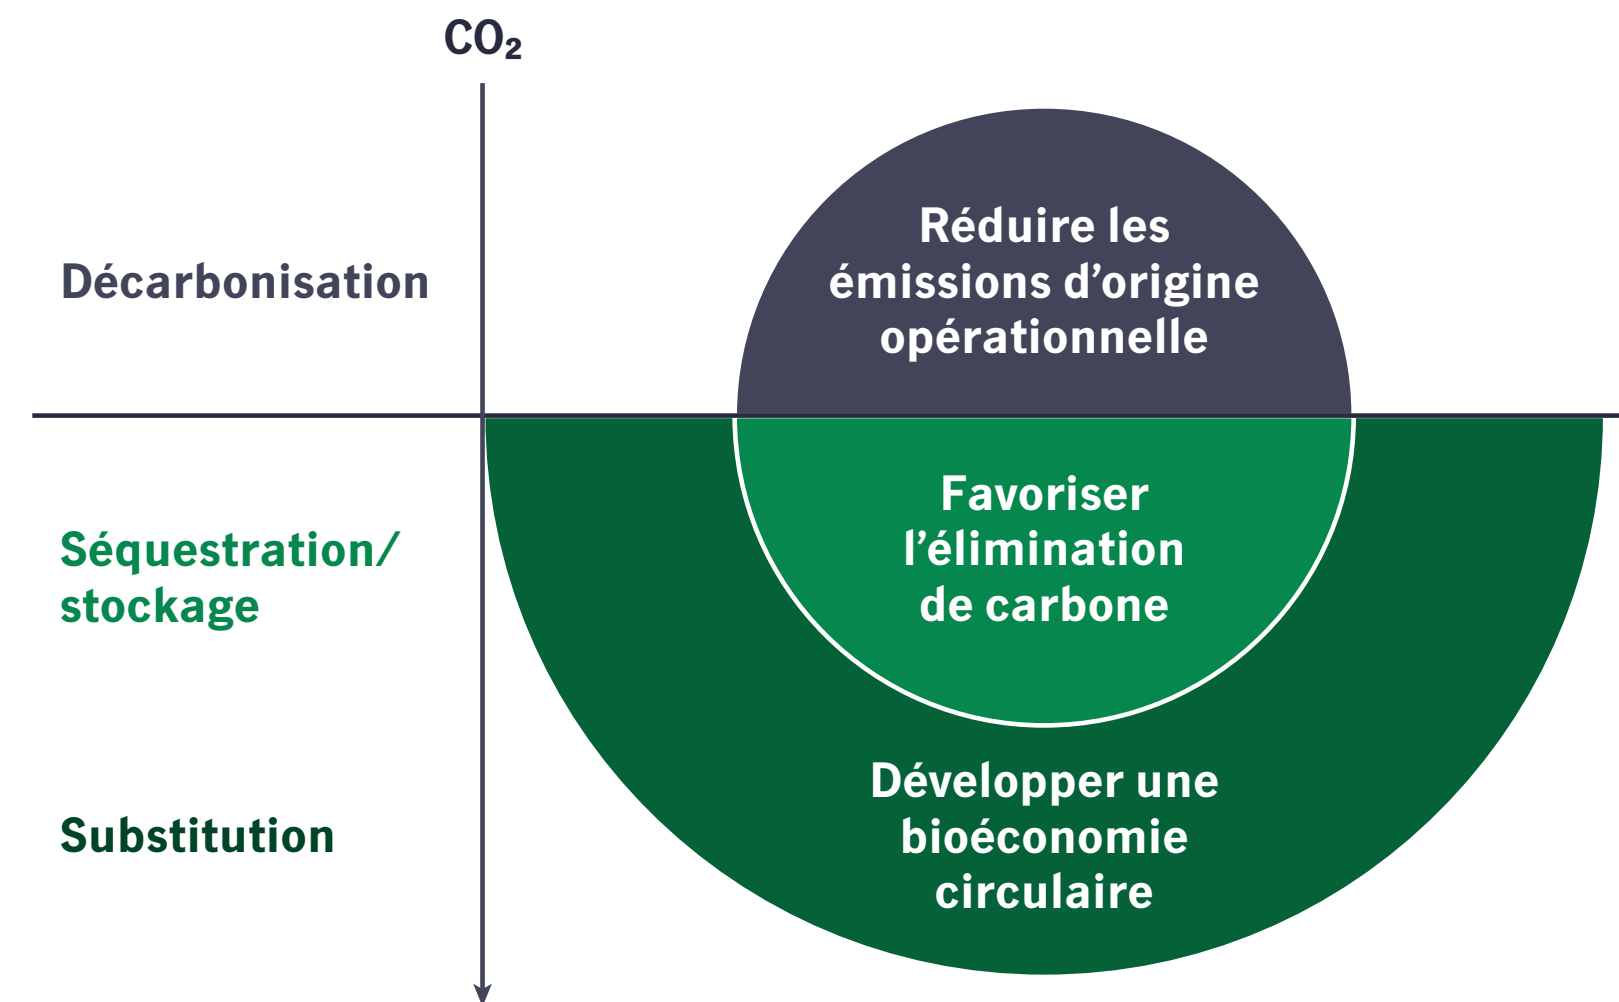 CO₂
Décarbonisation
Réduire les
émissions d’origine
opérationnelle
Séquestration/
stockage
Favoriser
l’élimination
de carbone
Substitution
Développer une
bioéconomie
circulaire